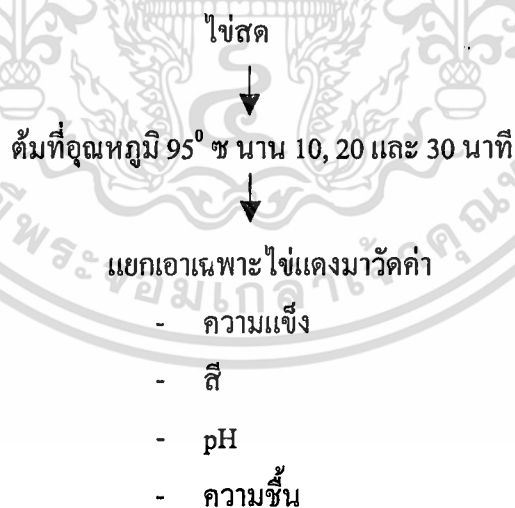 ไข่สด
ต้มที่อุณหภูมิ 95⁰ ซ นาน 10, 20 และ 30 นาที
แยกเอาเฉพาะไข่แดงมาวัดค่า
- ความแข็ง
- สี
- pH
- ความชื้น